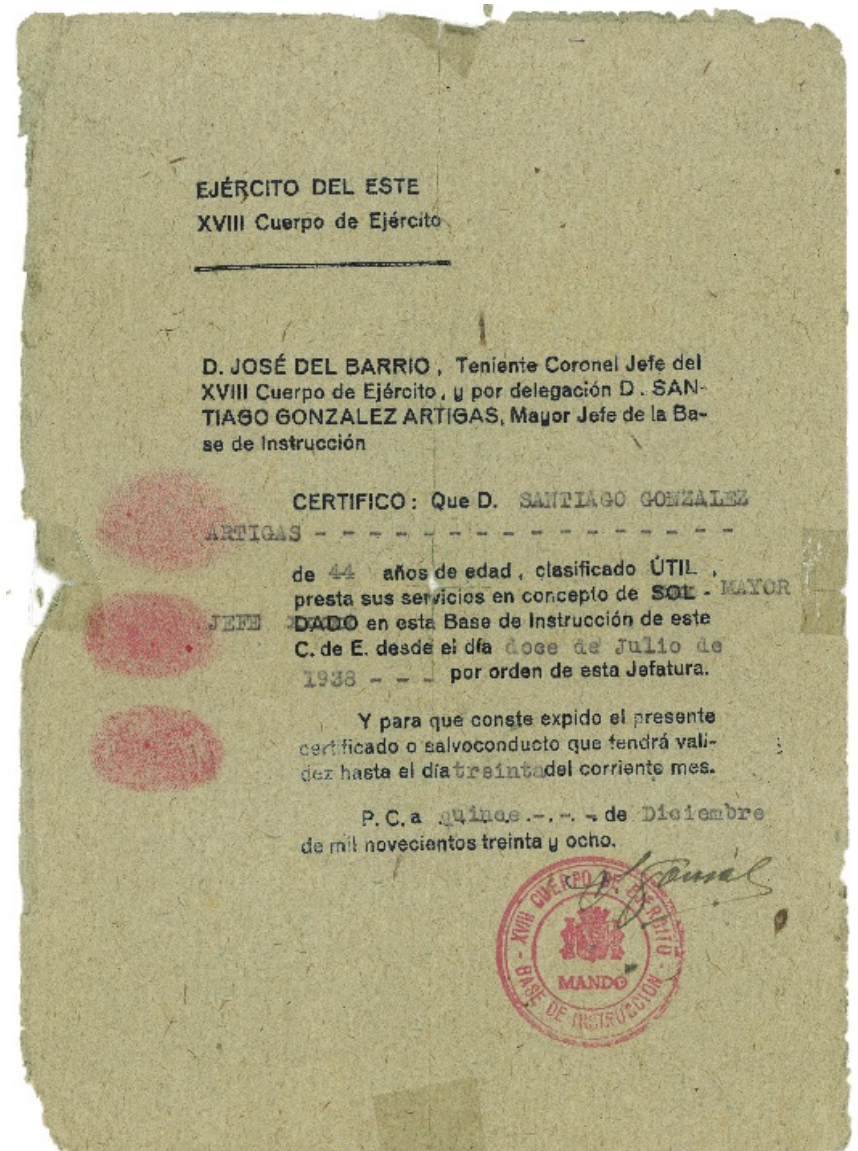 EJÉRCITO DEL ESTE
XVIII Cuerpo de Ejército
D. JOSÉ DEL BARRIO, Teniente Coronel Jefe del
XVIII Cuerpo de Ejército, y por delegación D. SAN-
TIAGO GONZALEZ ARTIGAS, Mayor Jefe de la Ba-
se de Instrucción
CERTIFICO: Que D. SANTIAGO GONZALEZ
ARTIGAS - - - - - - - - - - - - - - - -
de 44 años de edad, clasificado ÚTIL,
presta sus servicios en concepto de SOL- MAYOR
JEFE DADO en esta Base de Instrucción de este
C. de E. desde el día doce de Julio de
1938 - - - por orden de esta Jefatura.
Y para que conste expido el presente
certificado o salvoconducto que tendrá vali-
dez hasta el día treinta del corriente mes.
P. C. a quince.-.-.- de Diciembre
de mil novecientos treinta y ocho.
XVIII CUERPO DE EJÉRCITO
MANDO
- BASE DE INSTRUCCIÓN -